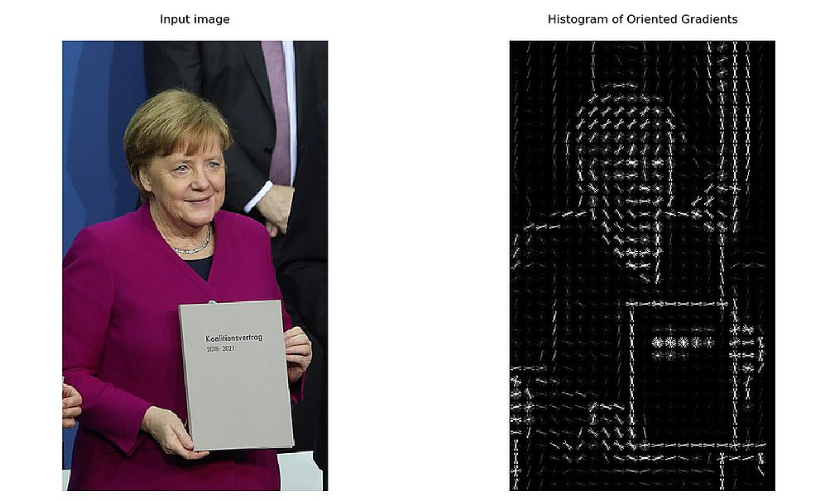 Input image
Histogram of Oriented Gradients
Koalitionsvertrag
2018-2021